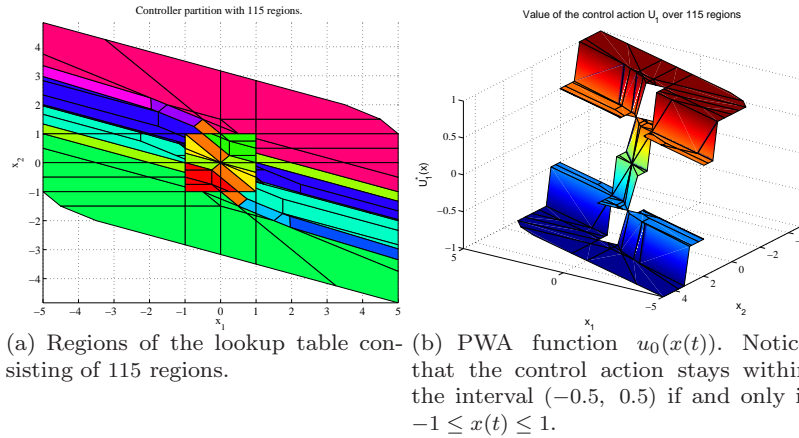 Controller partition with 115 regions.
4
3
2
1
0
−1
−2
−3
−4
x2
−5
−4
−3
−2
−1
0
1
2
3
4
5
x1
Value of the control action U1 over 115 regions
1
0.5
0
−0.5
−1
U1*(x)
5
0
−5
x1
4
2
0
−2
x2
(a) Regions of the lookup table con-
sisting of 115 regions.
(b) PWA function u0(x(t)). Notice
that the control action stays within
the interval (−0.5, 0.5) if and only
−1 ≤ x(t) ≤ 1.